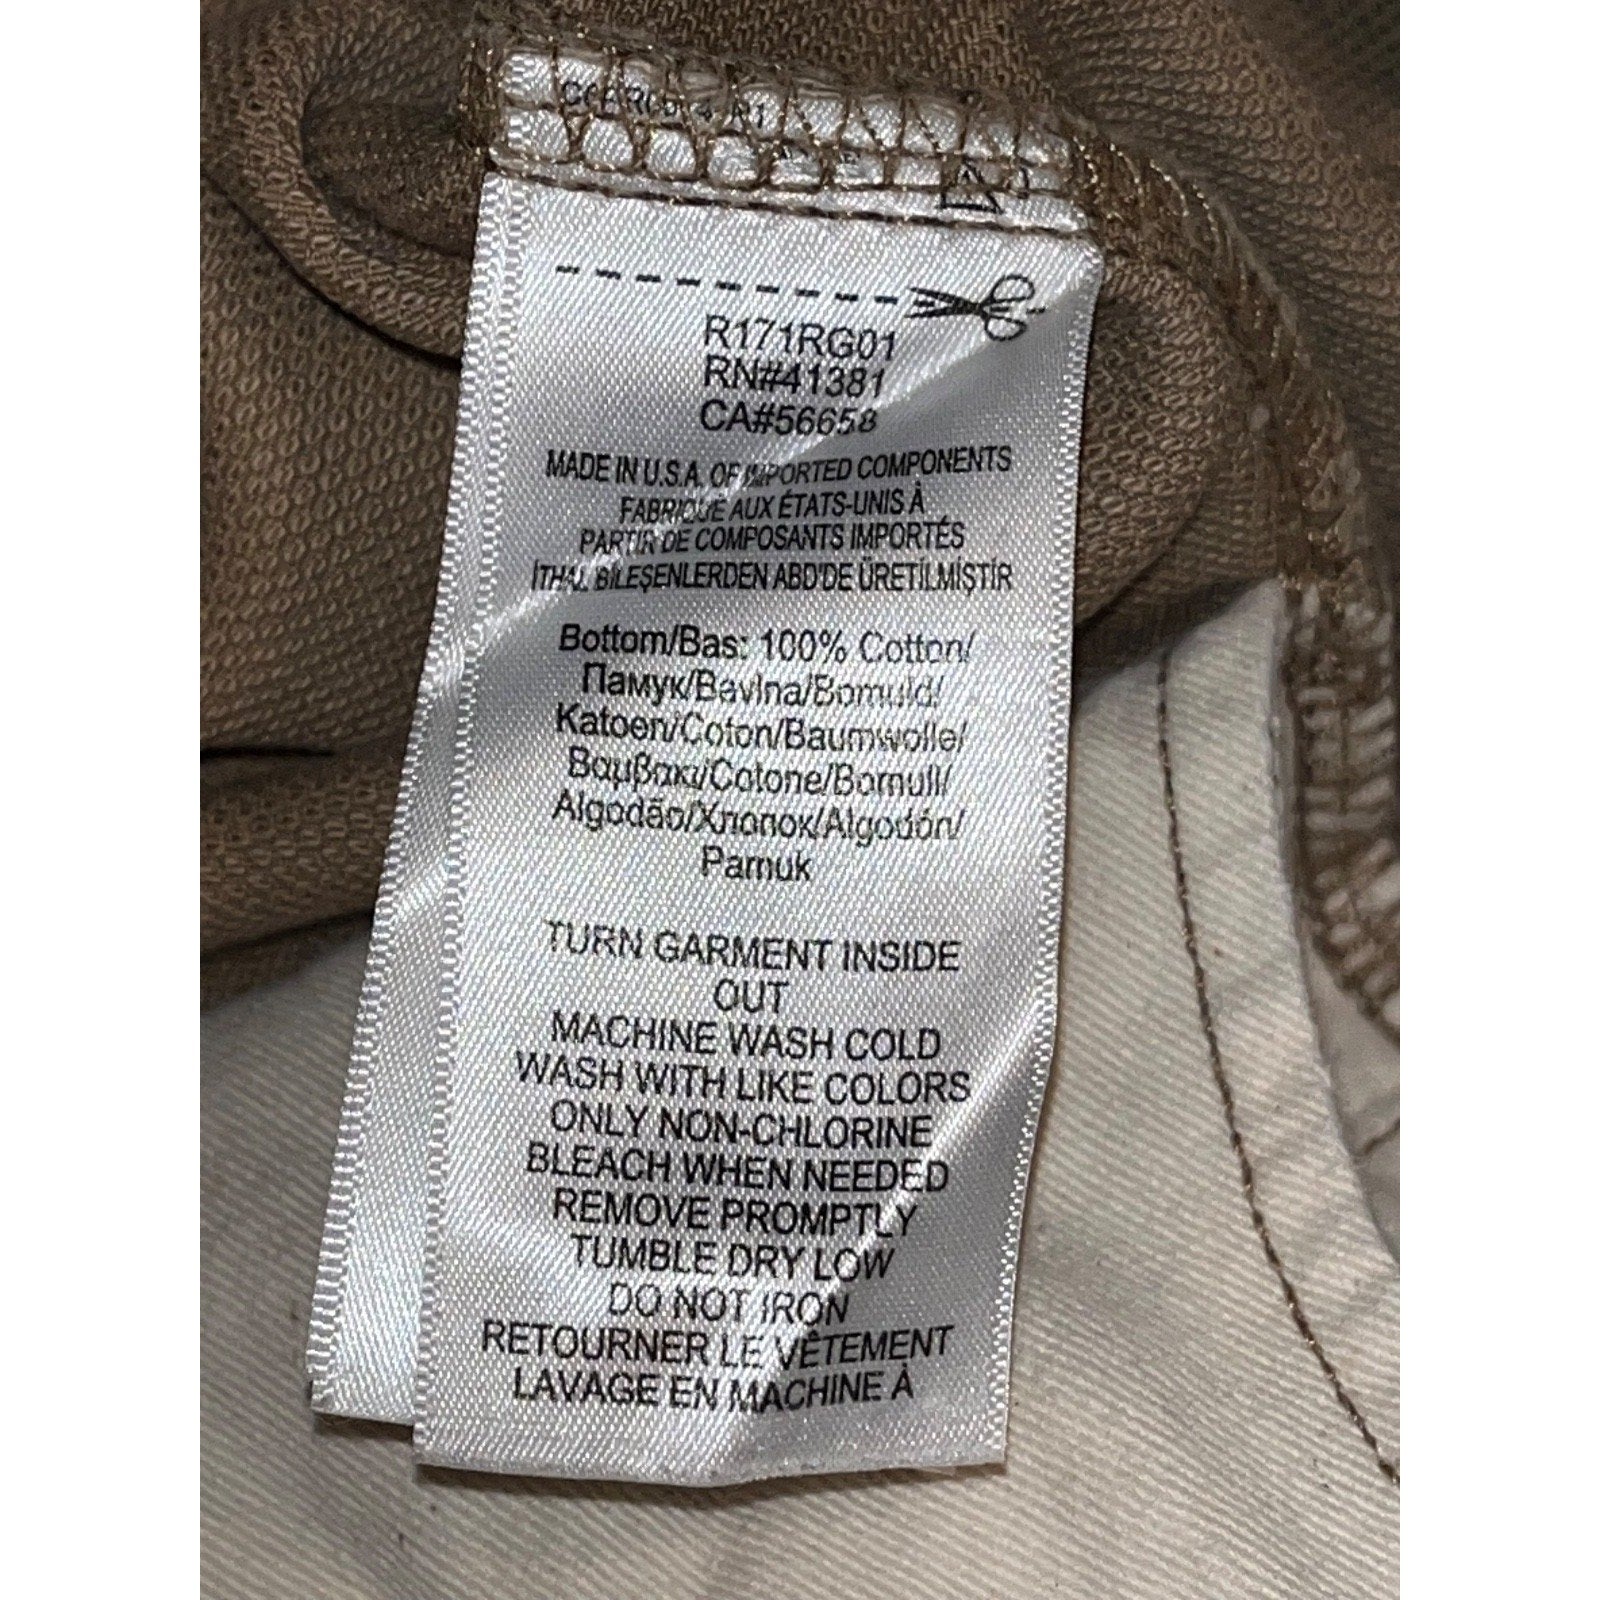 R171RG01
RN#41381
CA#56658
MADE IN U.S.A. OF IMPORTED COMPONENTS
FABRIQUÉ AUX ÉTATS-UNIS À
PARTIR DE COMPOSANTS IMPORTÉS
İTHAL BİLEŞENLERDEN ABD'DE ÜRETİLMİŞTİR
Bottom/Bas: 100% Cotton/
Памук/Bavlna/Bomuld/
Katoen/Coton/Baumwolle/
Βαμβακι/Cotone/Bomull/
Algodão/Хлопок/Algodón/
Pamuk
TURN GARMENT INSIDE
OUT
MACHINE WASH COLD
WASH WITH LIKE COLORS
ONLY NON-CHLORINE
BLEACH WHEN NEEDED
REMOVE PROMPTLY
TUMBLE DRY LOW
DO NOT IRON
RETOURNER LE VÊTEMENT
LAVAGE EN MACHINE À